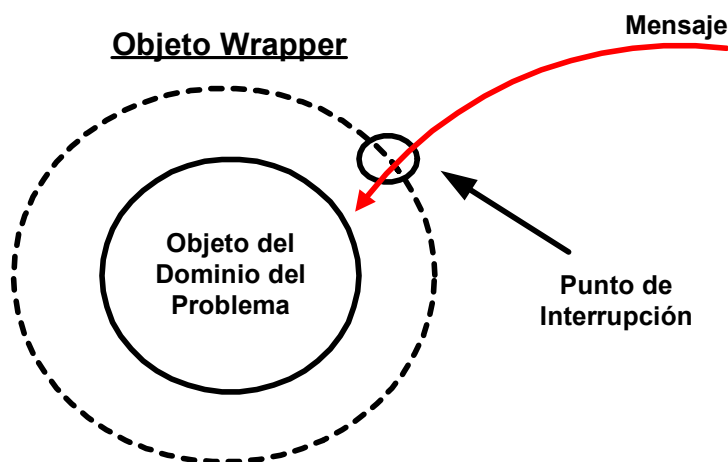 Mensaje
Objeto Wrapper
Objeto del
Dominio del
Problema
Punto de
Interrupción